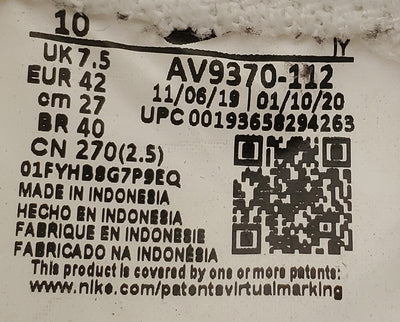 10
JY
UK 7.5
EUR 42
cm 27
BR 40
CN 270(2.5)
AV9370-112
11/06/19 | 01/10/20
UPC 00193658294263
01FYHB8G7P9EQ
MADE IN INDONESIA
HECHO EN INDONESIA
FABRIQUE EN INDONESIE
FABRICADO NA INDONÉSIA
This product is covered by one or more patents:
www.nike.com/patentsvirtualmarking